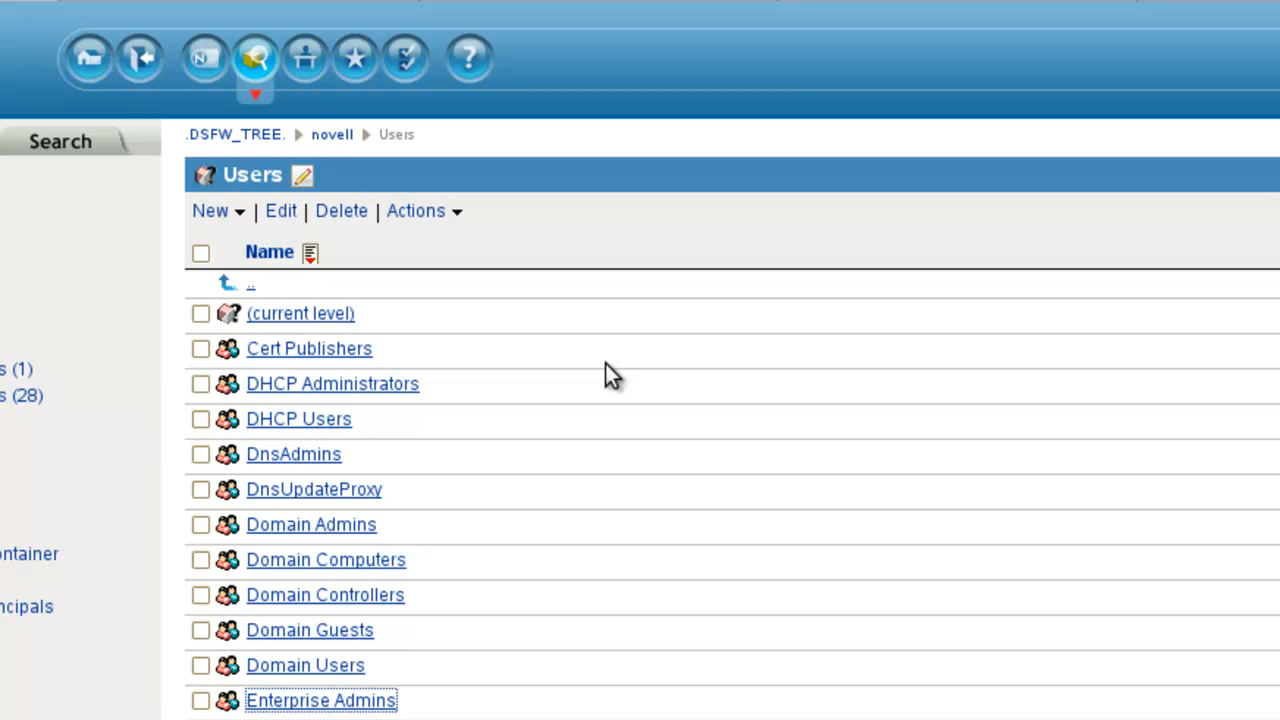 Search
.DSFW_TREE. novell Users
Users
New | Edit | Delete | Actions
Name
..
(current level)
Cert Publishers
s (1)
DHCP Administrators
s (28)
DHCP Users
DnsAdmins
DnsUpdateProxy
Domain Admins
ontainer
Domain Computers
Domain Controllers
ncipals
Domain Guests
Domain Users
Enterprise Admins